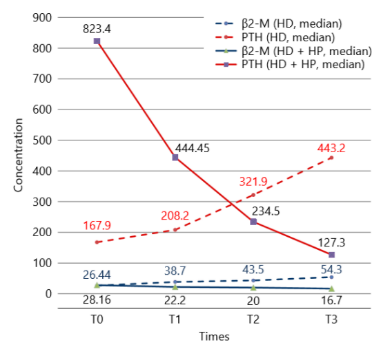 Concentration
1000
900
800
700
600
500
400
300
200
100
0
β2-M (HD, median)
PTH (HD, median)
β2-M (HD + HP, median)
PTH (HD + HP, median)
823.4
444.45
234.5
127.3
167.9
208.2
321.9
443.2
26.44
38.7
43.5
54.3
28.16
22.2
20
16.7
T0
T1
T2
T3
Times